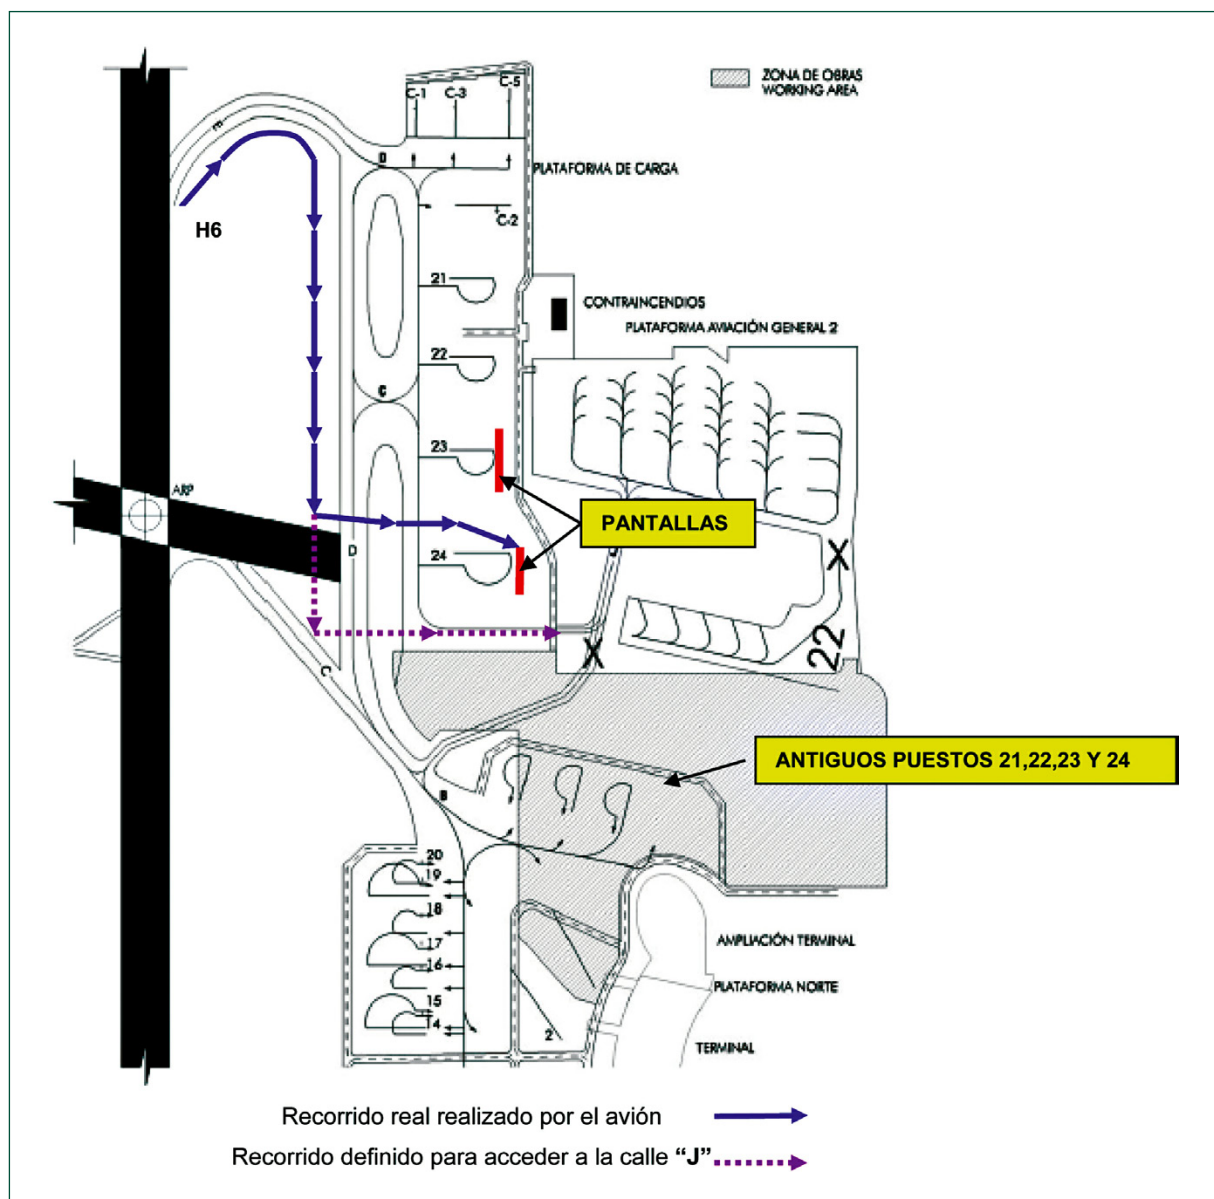 ZONA DE OBRAS
WORKING AREA
C-1
C-3
C-5
E
D
PLATAFORMA DE CARGA
H6
C-2
21
CONTRAINCENDIOS
PLATAFORMA AVIACIÓN GENERAL 2
22
C
23
ARP
PANTALLAS
D
24
J
X
X
22
C
ANTIGUOS PUESTOS 21,22,23 Y 24
B
20
19
18
17
16
15
14
2
AMPLIACIÓN TERMINAL
PLATAFORMA NORTE
TERMINAL
Recorrido real realizado por el avión
Recorrido definido para acceder a la calle “J”